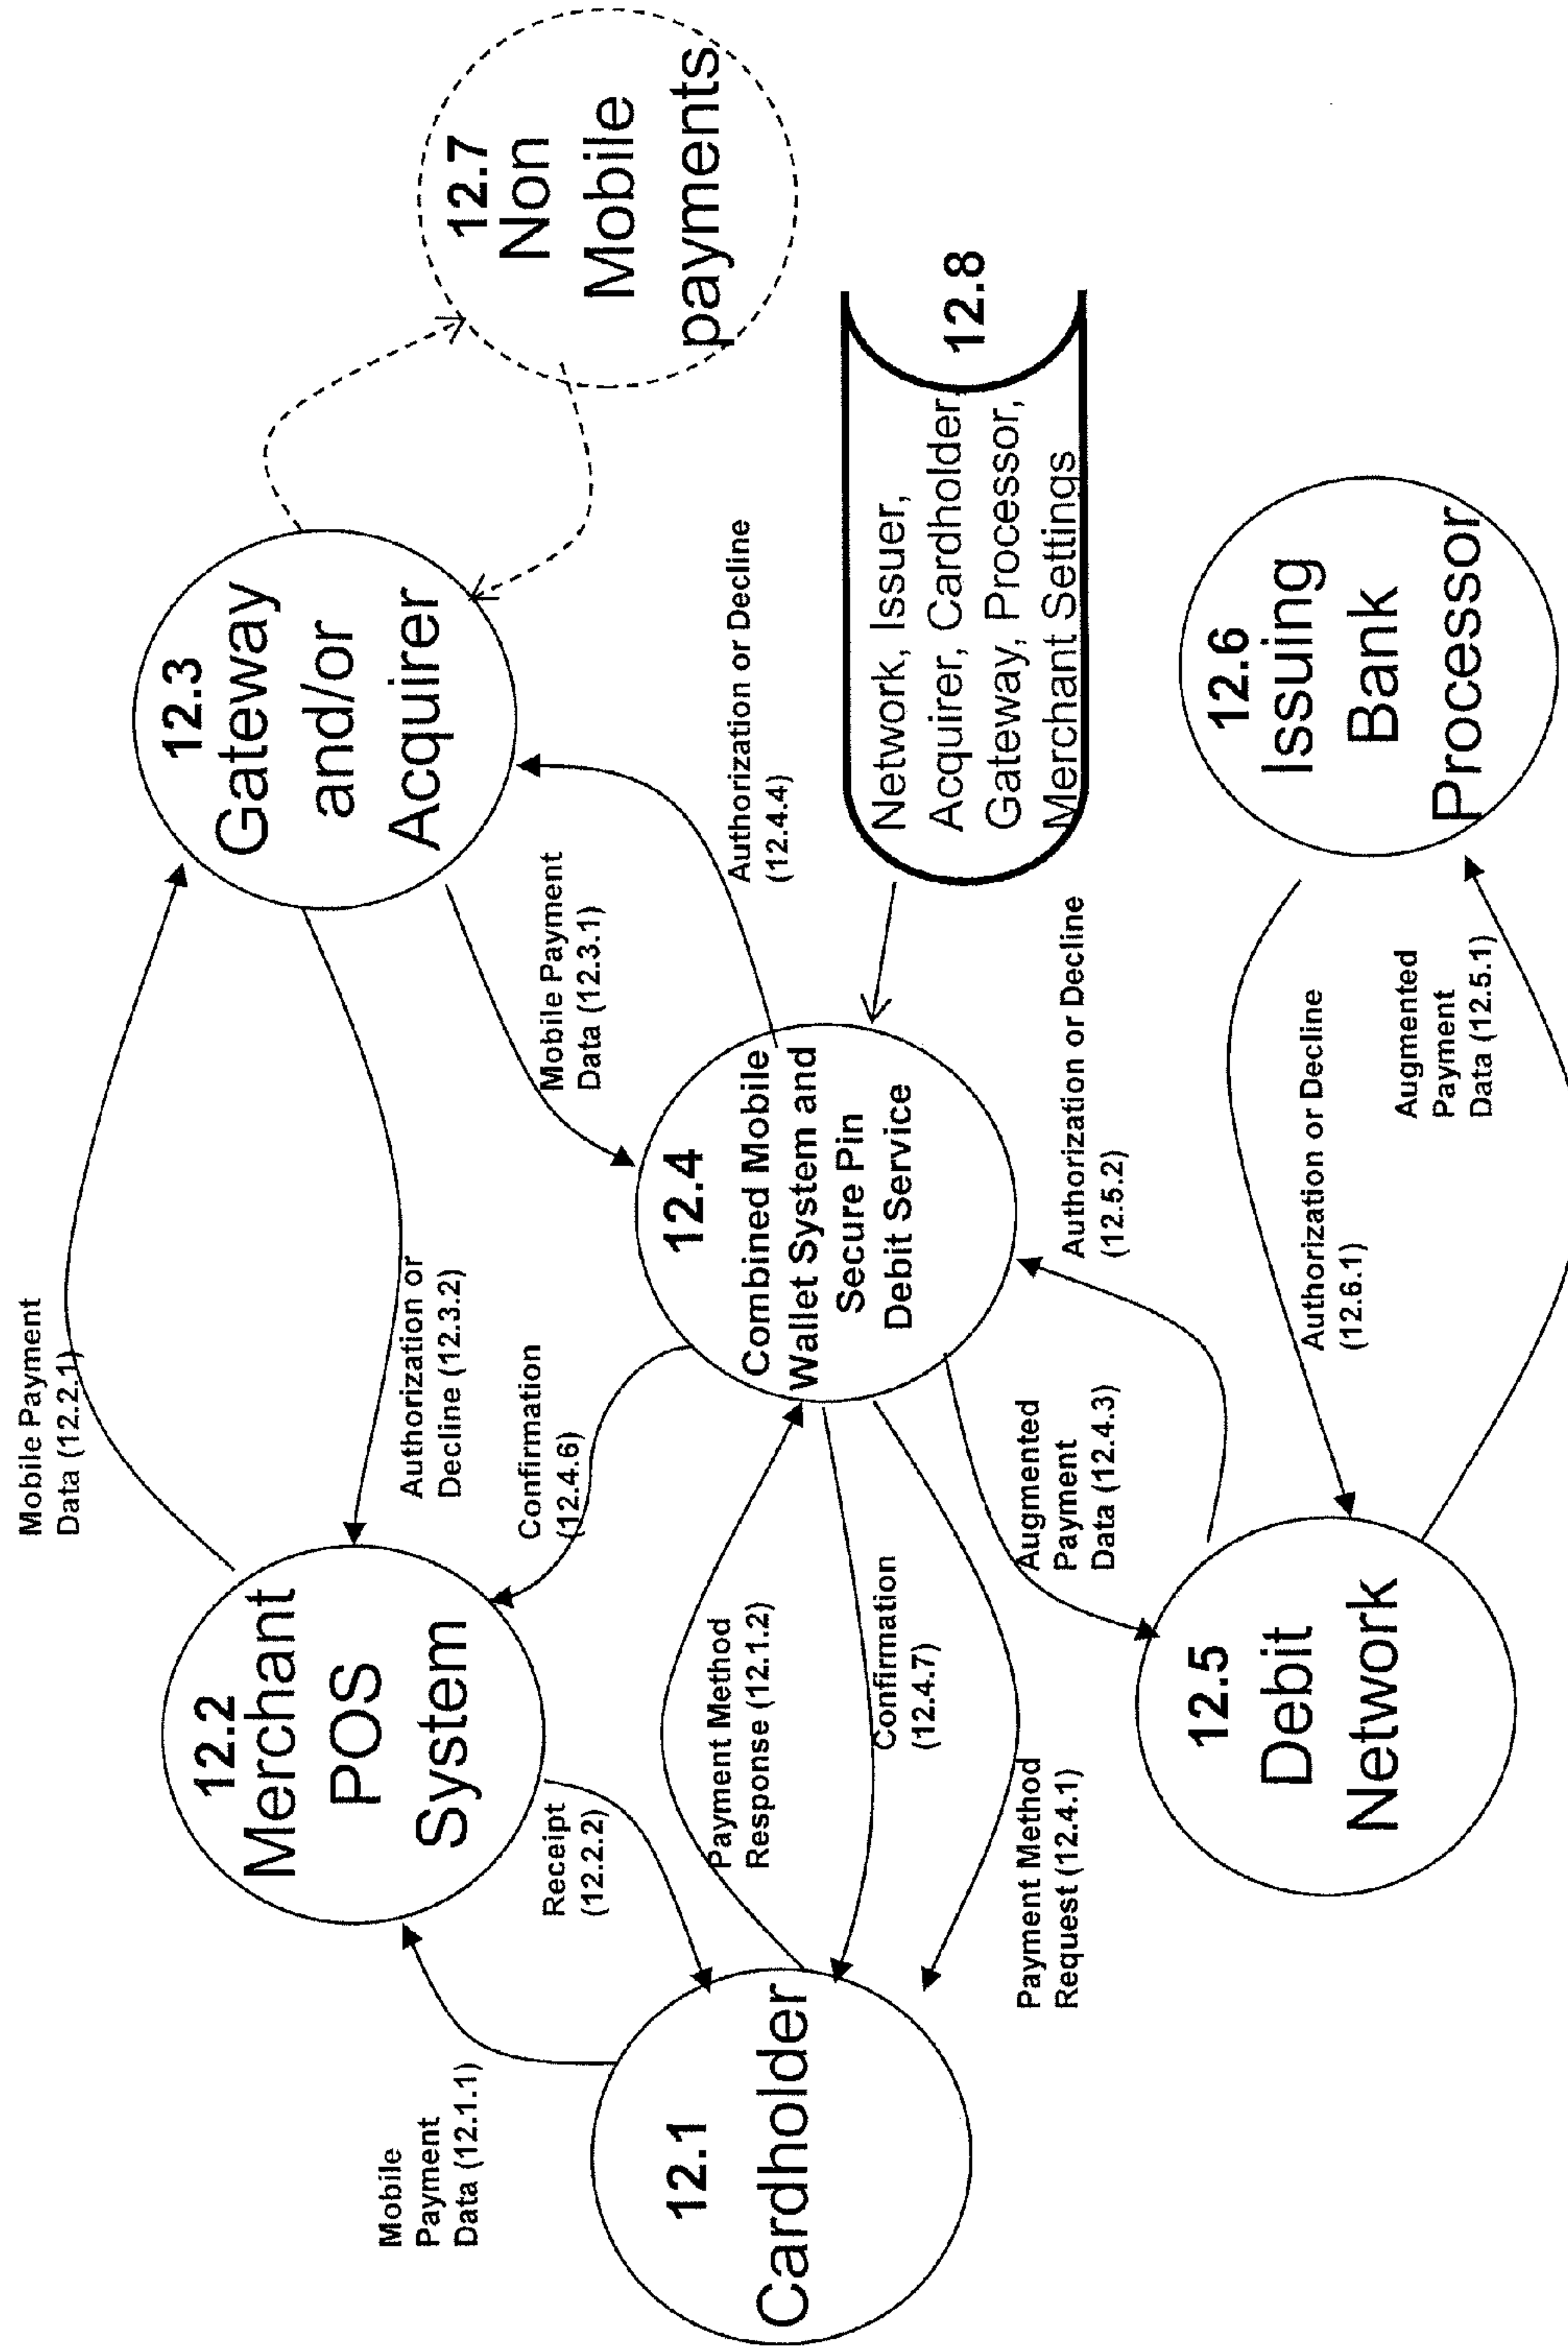 Mobile Payment
Data (12.2.1)
12.2
Merchant
POS
System
12.3
Gateway
and/or
Acquirer
12.7
Non
Mobile
payments
Authorization or
Decline (12.3.2)
Mobile
Payment
Data (12.1.1)
Receipt
(12.2.2)
Confirmation
(12.4.6)
Mobile Payment
Data (12.3.1)
Authorization or Decline
(12.4.4)
12.1
Cardholder
Payment Method
Response (12.1.2)
Confirmation
(12.4.7)
Payment Method
Request (12.4.1)
12.4
Combined Mobile
Wallet System and
Secure Pin
Debit Service
Network, Issuer,
Acquirer, Cardholder,
Gateway, Processor,
Merchant Settings
12.8
Augmented
Payment
Data (12.4.3)
Authorization or Decline
(12.5.2)
12.5
Debit
Network
Authorization or Decline
(12.6.1)
Augmented
Payment
Data (12.5.1)
12.6
Issuing
Bank
Processor